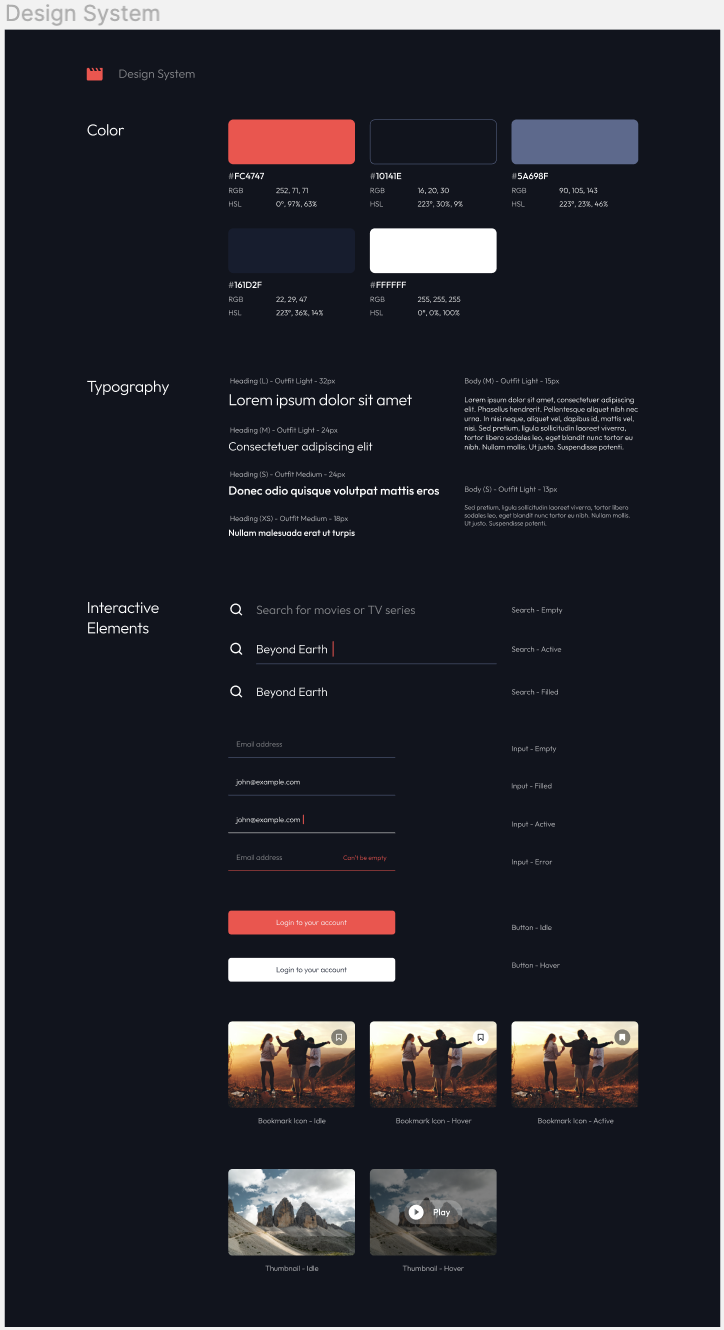 Design System
Design System
Color
#FC4747
RGB 252, 71, 71
HSL 0°, 97%, 63%
#10141E
RGB 16, 20, 30
HSL 223°, 30%, 9%
#5A698F
RGB 90, 105, 143
HSL 223°, 23%, 46%
#161D2F
RGB 22, 29, 47
HSL 223°, 36%, 14%
#FFFFFF
RGB 255, 255, 255
HSL 0°, 0%, 100%
Typography
Heading (L) - Outfit Light - 32px
Lorem ipsum dolor sit amet
Heading (M) - Outfit Light - 24px
Consectetuer adipiscing elit
Heading (S) - Outfit Medium - 24px
Donec odio quisque volutpat mattis eros
Heading (XS) - Outfit Medium - 18px
Nullam malesuada erat ut turpis
Body (M) - Outfit Light - 15px
Lorem ipsum dolor sit amet, consectetuer adipiscing
elit. Phasellus hendrerit. Pellentesque aliquet nibh nec
urna. In nisi neque, aliquet vel, dapibus id, mattis vel,
nisi. Sed pretium, ligula sollicitudin laoreet viverra,
tortor libero sodales leo, eget blandit nunc tortor eu
nibh. Nullam mollis. Ut justo. Suspendisse potenti.
Body (S) - Outfit Light - 13px
Sed pretium, ligula sollicitudin laoreet viverra, tortor libero
sodales leo, eget blandit nunc tortor eu nibh. Nullam mollis.
Ut justo. Suspendisse potenti.
Interactive
Elements
Search for movies or TV series
Search - Empty
Beyond Earth
Search - Active
Beyond Earth
Search - Filled
Email address
Input - Empty
john@example.com
Input - Filled
john@example.com
Input - Active
Email address Can't be empty
Input - Error
Login to your account
Button - Idle
Login to your account
Button - Hover
Bookmark Icon - Idle
Bookmark Icon - Hover
Bookmark Icon - Active
Play
Thumbnail - Idle
Thumbnail - Hover